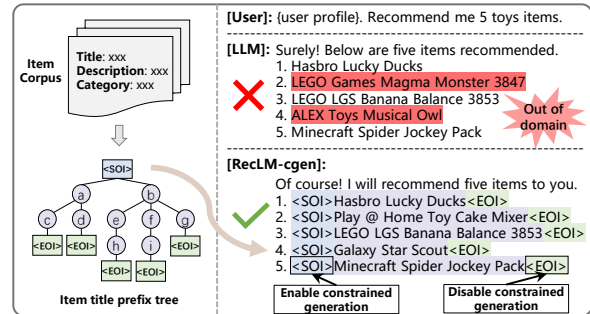 Item
Corpus
Title: xxx
Description: xxx
Category: xxx
<SOI>
a
b
c
d
e
f
g
<EOI>
<EOI>
h
i
<EOI>
<EOI>
<EOI>
Item title prefix tree
[User]: {user profile}. Recommend me 5 toys items.
[LLM]: Surely! Below are five items recommended.
1. Hasbro Lucky Ducks
2. LEGO Games Magma Monster 3847
3. LEGO LGS Banana Balance 3853
4. ALEX Toys Musical Owl
5. Minecraft Spider Jockey Pack
Out of
domain
[RecLM-cgen]:
Of course! I will recommend five items to you.
1. <SOI>Hasbro Lucky Ducks<EOI>
2. <SOI>Play @ Home Toy Cake Mixer<EOI>
3. <SOI>LEGO LGS Banana Balance 3853<EOI>
4. <SOI>Galaxy Star Scout<EOI>
5. <SOI>Minecraft Spider Jockey Pack<EOI>
Enable constrained
generation
Disable constrained
generation